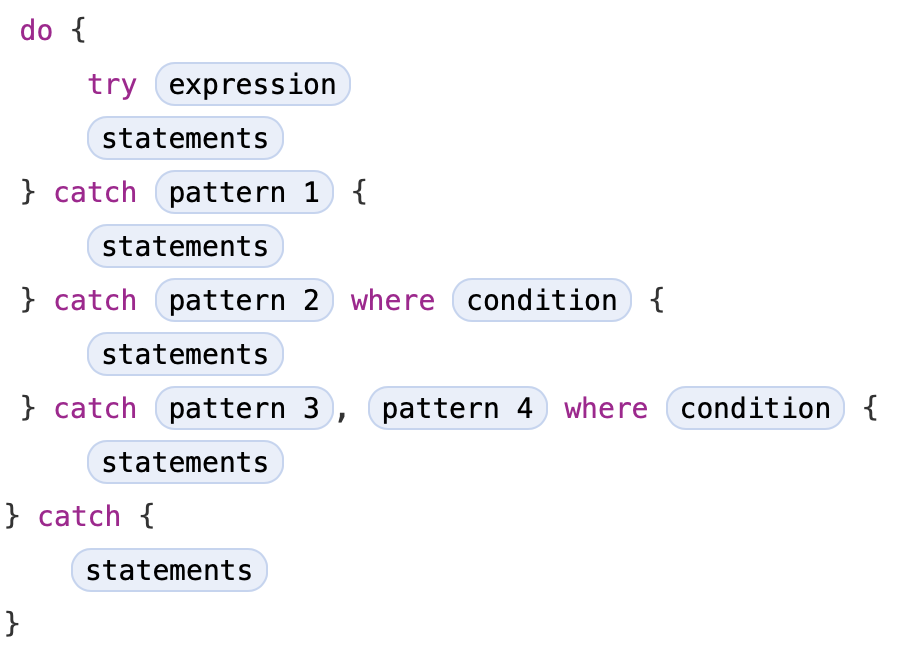 do {
try expression
statements
} catch pattern 1 {
statements
} catch pattern 2 where condition {
statements
} catch pattern 3, pattern 4 where condition {
statements
} catch {
statements
}